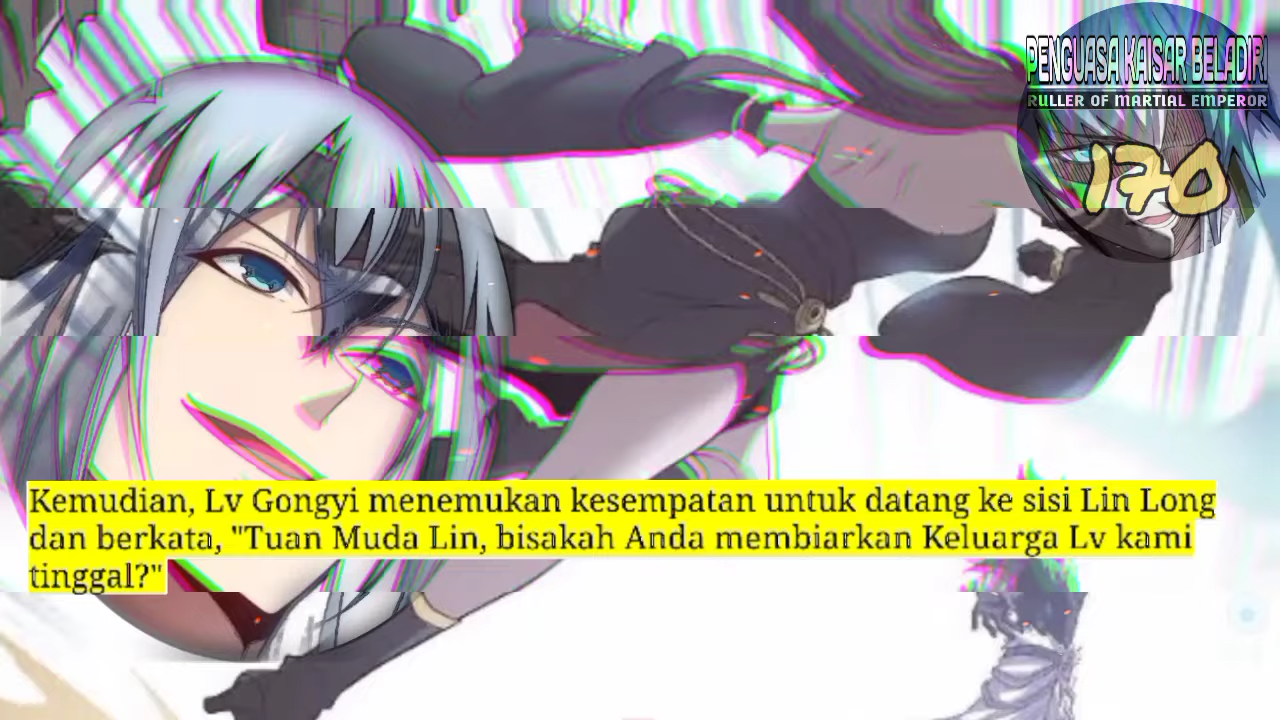 PENGUASA KAISAR BELADIRI
RULLER OF MARTIAL EMPEROR
170
Kemudian, Lv Gongyi menemukan kesempatan untuk datang ke sisi Lin Long
dan berkata, "Tuan Muda Lin, bisakah Anda membiarkan Keluarga Lv kami
tinggal?"